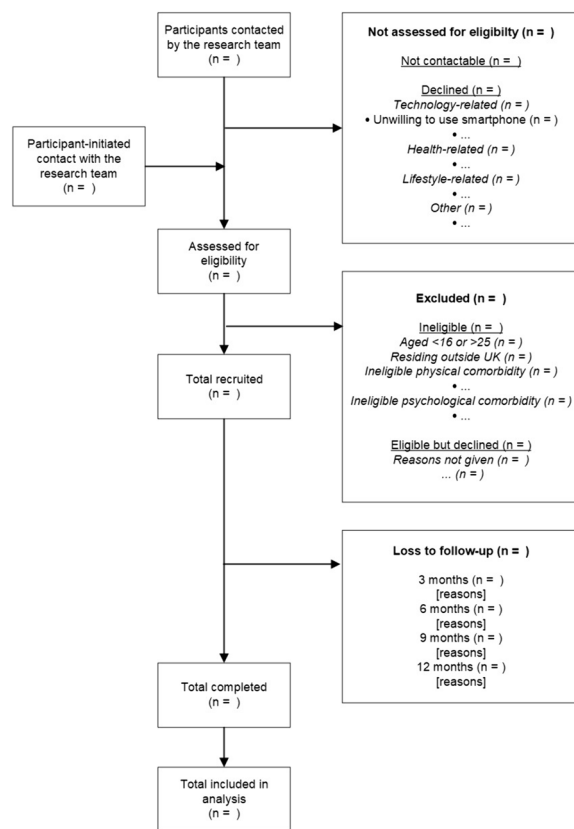 Participants contacted
by the research team
(n =  )
Not assessed for eligibilty (n =  )
Not contactable (n =  )
Declined (n = )
Technology-related (n = )
• Unwilling to use smartphone (n = )
• ...
Health-related (n = )
• ...
Lifestyle-related (n = )
• ...
Other (n = )
• ...
Participant-initiated
contact with the
research team
(n =  )
Assessed for
eligibility
(n =  )
Excluded (n =  )
Ineligible (n =  )
Aged <16 or >25 (n = )
Residing outside UK (n = )
Ineligible physical comorbidity (n = )
• ...
Ineligible psychological comorbidity (n = )
• ...
Eligible but declined (n = )
Reasons not given (n =  )
... (n = )
Total recruited
(n =  )
Loss to follow-up (n =  )
3 months (n =  )
[reasons]
6 months (n = )
[reasons]
9 months (n = )
[reasons]
12 months (n = )
[reasons]
Total completed
(n =  )
Total included in
analysis
(n =  )